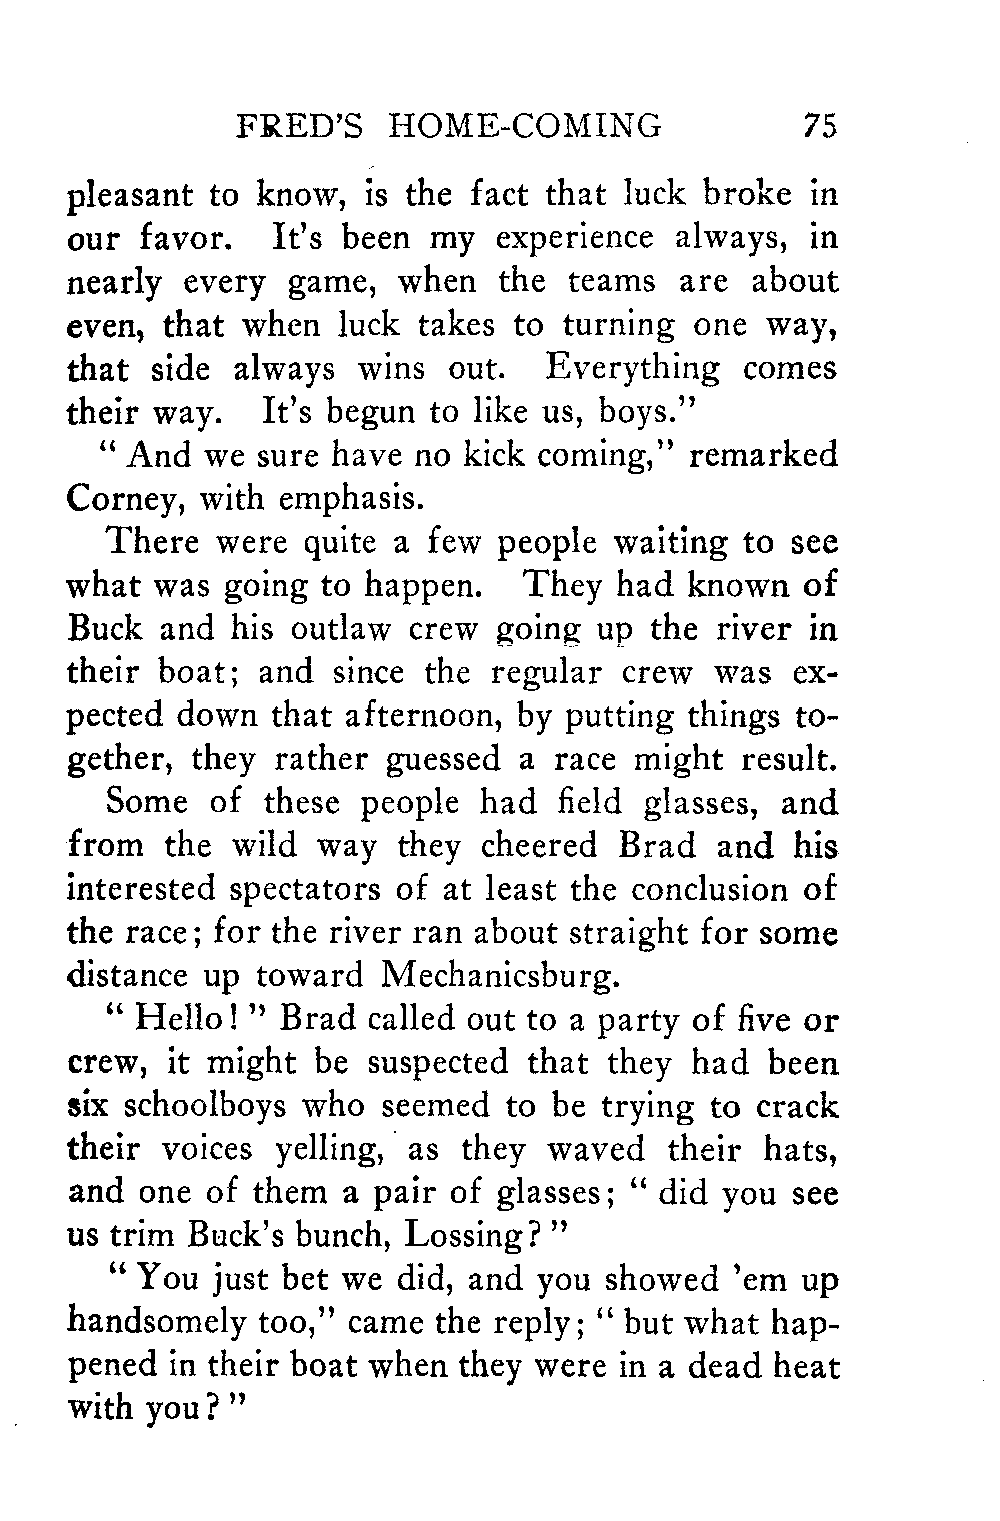 FRED'S HOME-COMING 75
pleasant to know, is the fact that luck broke in
our favor. It's been my experience always, in
nearly every game, when the teams are about
even, that when luck takes to turning one way,
that side always wins out. Everything comes
their way. It's begun to like us, boys."
" And we sure have no kick coming," remarked
Corney, with emphasis.
There were quite a few people waiting to see
what was going to happen. They had known of
Buck and his outlaw crew going up the river in
their boat; and since the regular crew was ex-
pected down that afternoon, by putting things to-
gether, they rather guessed a race might result.
Some of these people had field glasses, and
from the wild way they cheered Brad and his
interested spectators of at least the conclusion of
the race; for the river ran about straight for some
distance up toward Mechanicsburg.
" Hello! " Brad called out to a party of five or
crew, it might be suspected that they had been
six schoolboys who seemed to be trying to crack
their voices yelling, as they waved their hats,
and one of them a pair of glasses; " did you see
us trim Buck's bunch, Lossing? "
" You just bet we did, and you showed 'em up
handsomely too," came the reply; " but what hap-
pened in their boat when they were in a dead heat
with you? "